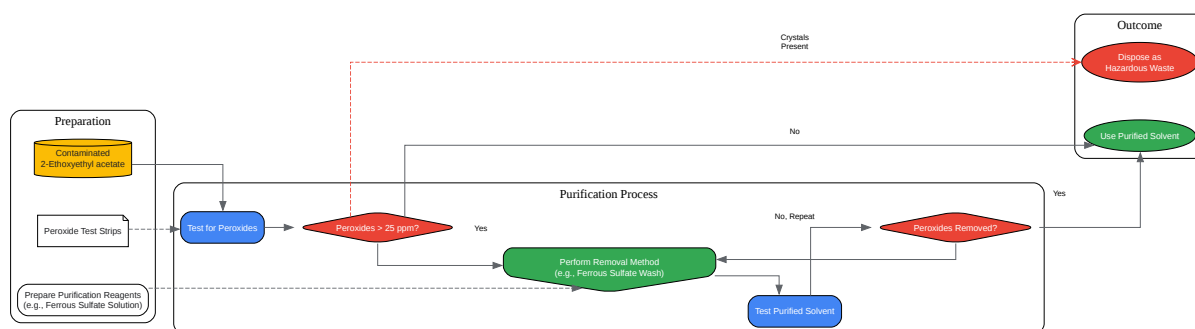 Outcome
Crystals
Present
Dispose as
Hazardous Waste
Preparation
No
Use Purified Solvent
Contaminated
2-Ethoxyethyl acetate
Purification Process
Yes
Peroxide Test Strips
Test for Peroxides
Peroxides > 25 ppm?
Yes
No, Repeat
Peroxides Removed?
Perform Removal Method
(e.g., Ferrous Sulfate Wash)
Prepare Purification Reagents
(e.g., Ferrous Sulfate Solution)
Test Purified Solvent